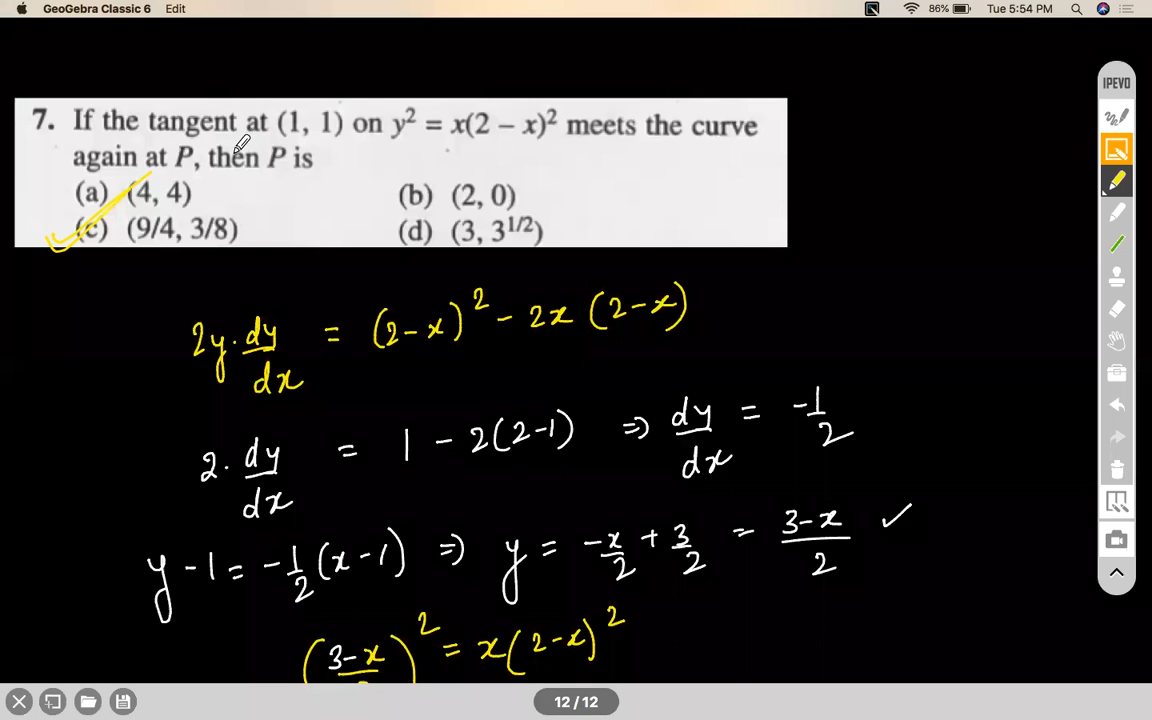 GeoGebra Classic 6 Edit 86% Tue 5:54 PM
IPEVO
7. If the tangent at (1, 1) on y² = x(2 – x)² meets the curve
again at P, then P is
(a) (4, 4) (b) (2, 0)
(c) (9/4, 3/8) (d) (3, 3^{1/2})
2y · dy/dx = (2-x)² - 2x (2-x)
2 · dy/dx = 1 - 2(2-1) ⇒ dy/dx = -1/2
y - 1 = -1/2 (x - 1) ⇒ y = -x/2 + 3/2 = 3-x/2 ✓
(3-x/2)² = x(2-x)²
12 / 12